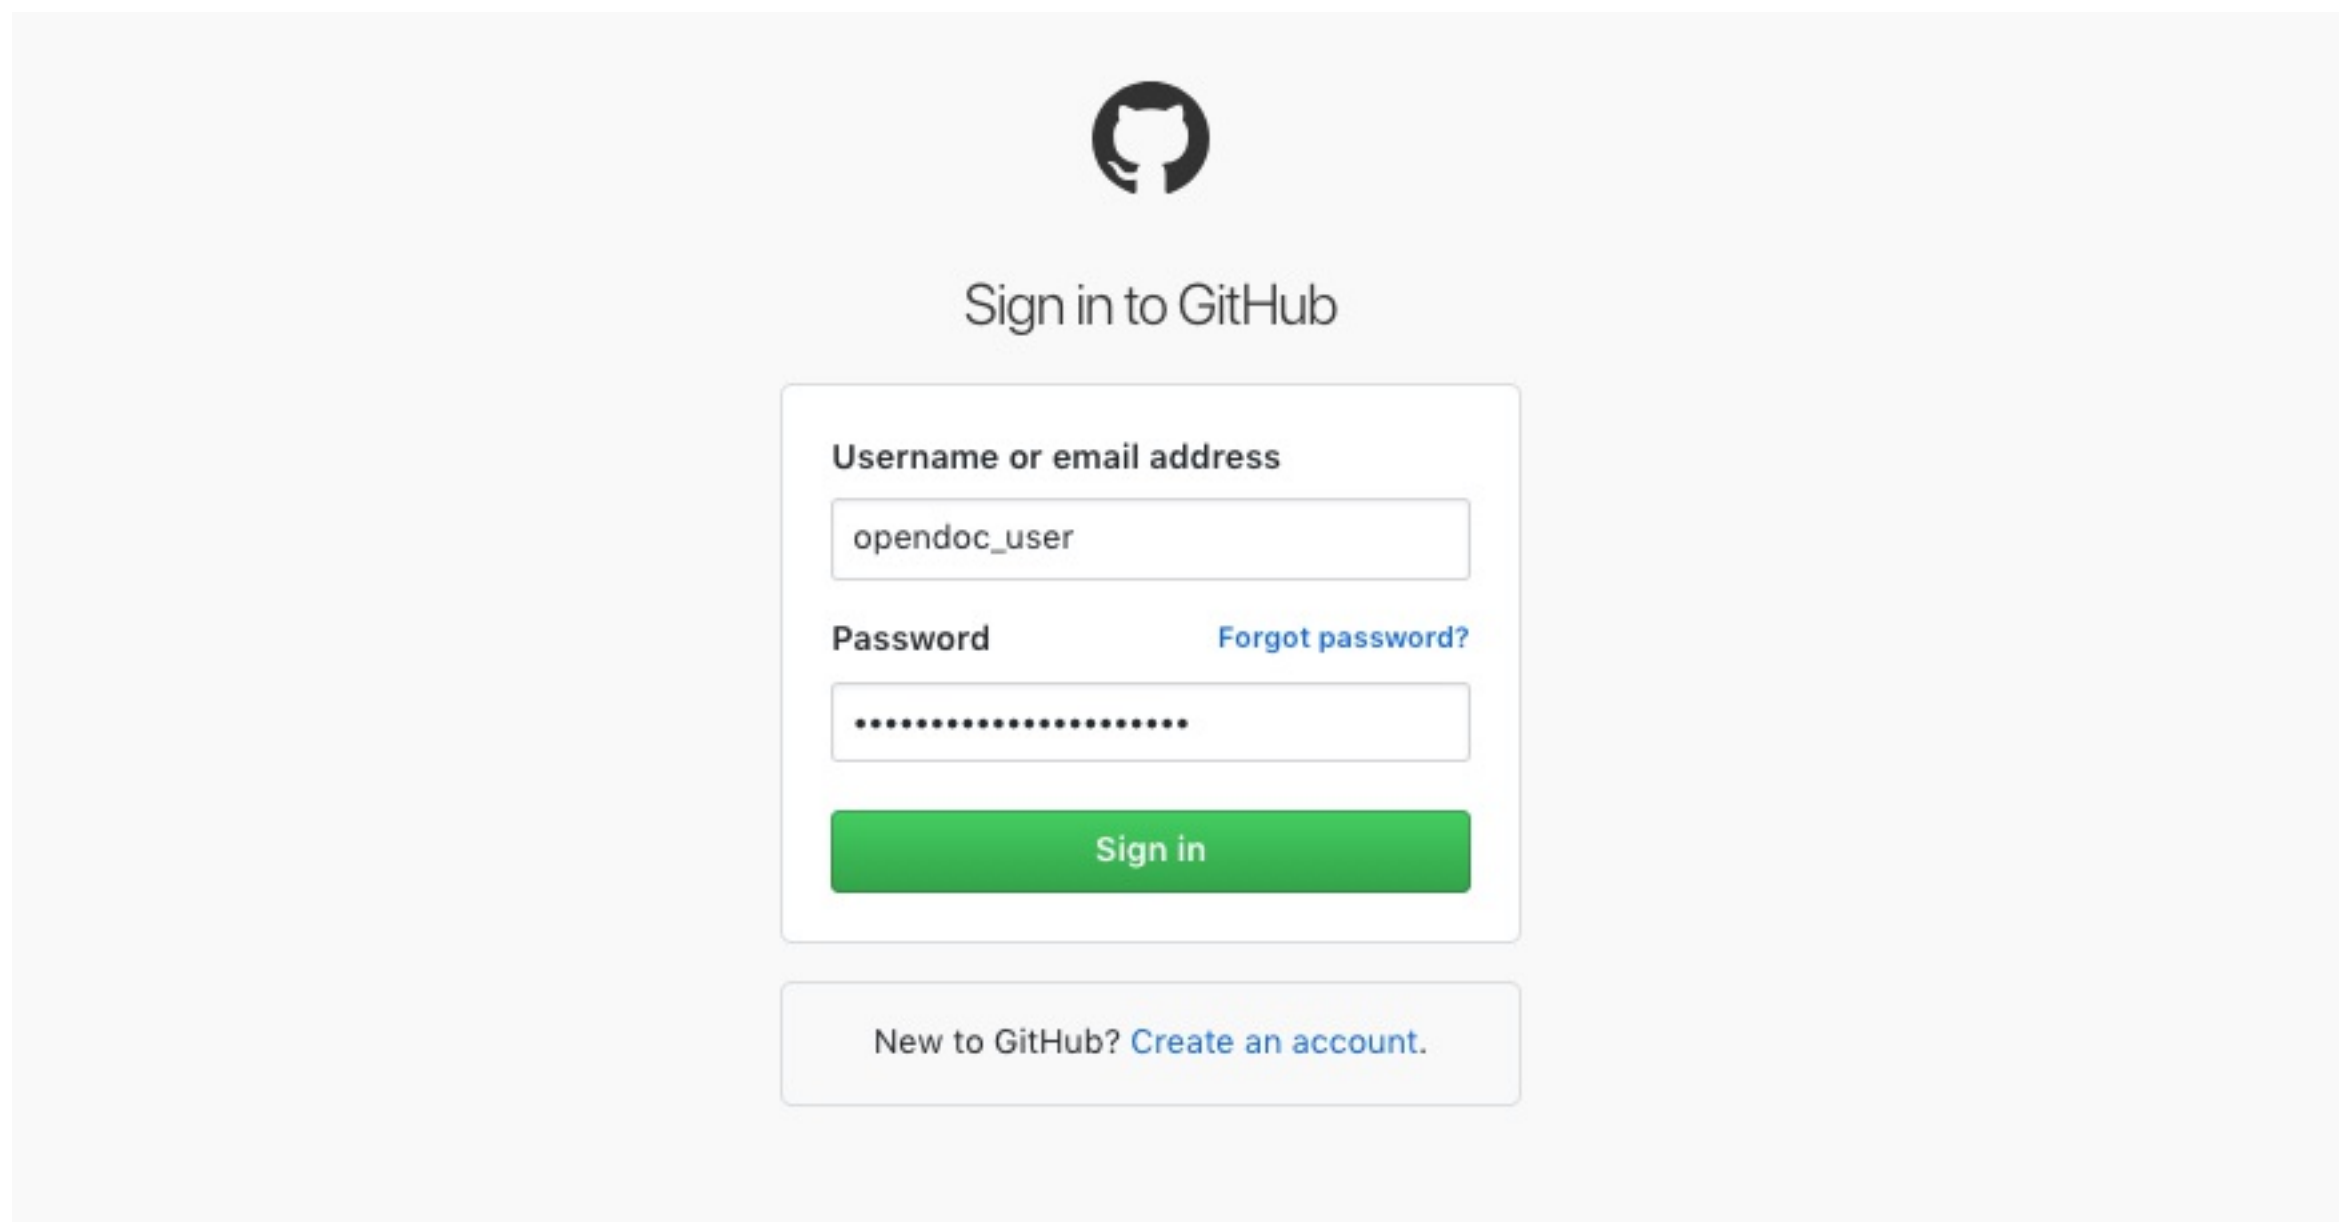 Sign in to GitHub
Username or email address
opendoc_user
Password Forgot password?
••••••••••••••••••••••
Sign in
New to GitHub? Create an account.